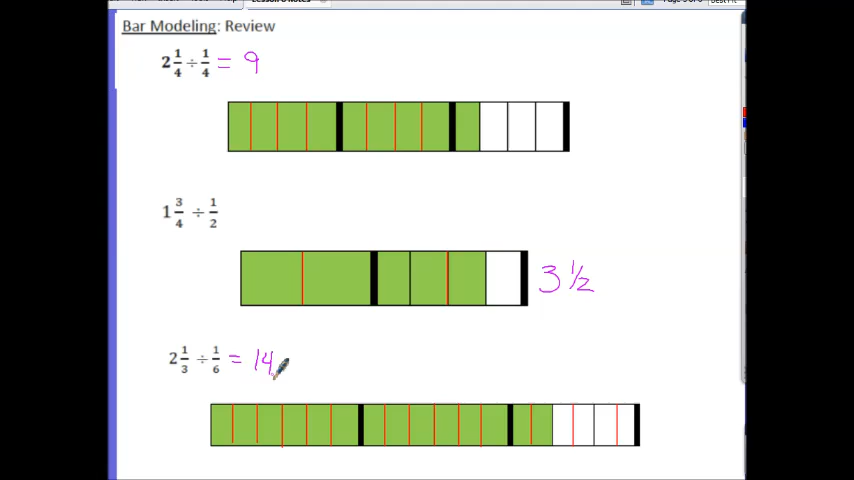 Bar Modeling: Review
2 1/4 ÷ 1/4 = 9
1 3/4 ÷ 1/2
3 1/2
2 1/3 ÷ 1/6 = 14